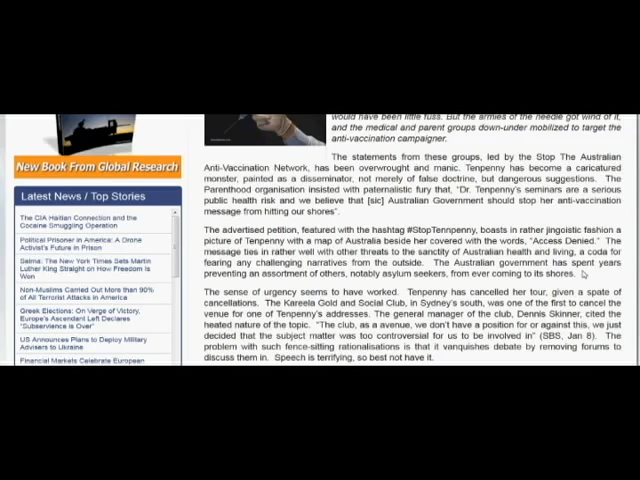 would have been little fuss. But the armies of the needle got wind of it,
and the medical and parent groups down-under mobilized to target the
anti-vaccination campaigner.
The statements from these groups, led by the Stop The Australian
Anti-Vaccination Network, has been overwrought and manic. Tenpenny has become a caricatured
monster, painted as a disseminator, not merely of false doctrine, but dangerous suggestions. The
Parenthood organisation insisted with paternalistic fury that, “Dr. Tenpenny’s seminars are a serious
public health risk and we believe that [sic] Australian Government should stop her anti-vaccination
message from hitting our shores”.
The advertised petition, featured with the hashtag #StopTennpenny, boasts in rather jingoistic fashion a
picture of Tenpenny with a map of Australia beside her covered with the words, “Access Denied.” The
message ties in rather well with other threats to the sanctity of Australian health and living, a coda for
fearing any challenging narratives from the outside. The Australian government has spent years
preventing an assortment of others, notably asylum seekers, from ever coming to its shores.
The sense of urgency seems to have worked. Tenpenny has cancelled her tour, given a spate of
cancellations. The Kareela Gold and Social Club, in Sydney’s south, was one of the first to cancel the
venue for one of Tenpenny’s addresses. The general manager of the club, Dennis Skinner, cited the
heated nature of the topic. “The club, as a avenue, we don’t have a position for or against this, we just
decided that the subject matter was too controversial for us to be involved in” (SBS, Jan 8). The
problem with such fence-sitting rationalisations is that it vanquishes debate by removing forums to
discuss them in. Speech is terrifying, so best not have it.
New Book From Global Research
Latest News / Top Stories
The CIA Haitian Connection and the
Cocaine Smuggling Operation
Political Prisoner in America: A Drone
Activist’s Future in Prison
Selma: The New York Times Sets Martin
Luther King Straight on How Freedom Is
Won
Non-Muslims Carried Out More than 90%
of All Terrorist Attacks in America
Greek Elections: On Verge of Victory,
Europe’s Ascendant Left Declares
“Subservience is Over”
US Announces Plans to Deploy Military
Advisers to Ukraine
Financial Markets Celebrate European